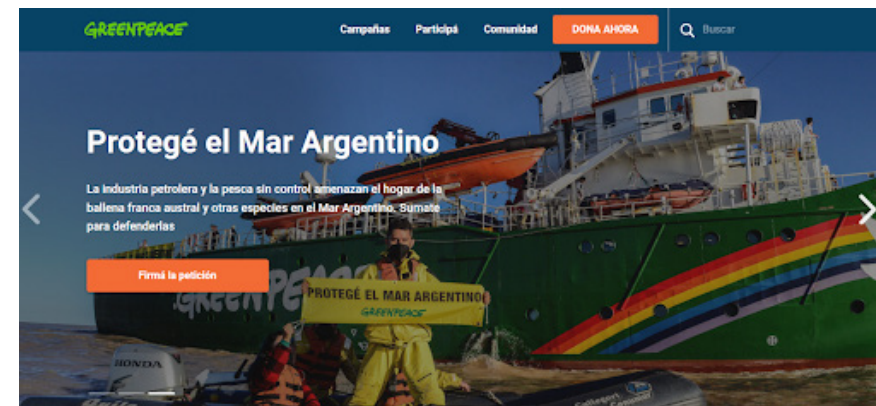 GREENPEACE
Campañas Participá Comunidad DONA AHORA Buscar
Protegé el Mar Argentino
La industria petrolera y la pesca sin control amenazan el hogar de la
ballena franca austral y otras especies en el Mar Argentino. Sumate
para defenderlas
Firmá la petición
GREENPE
PROTEGÉ EL MAR ARGENTINO
GREENPEACE
HONDA